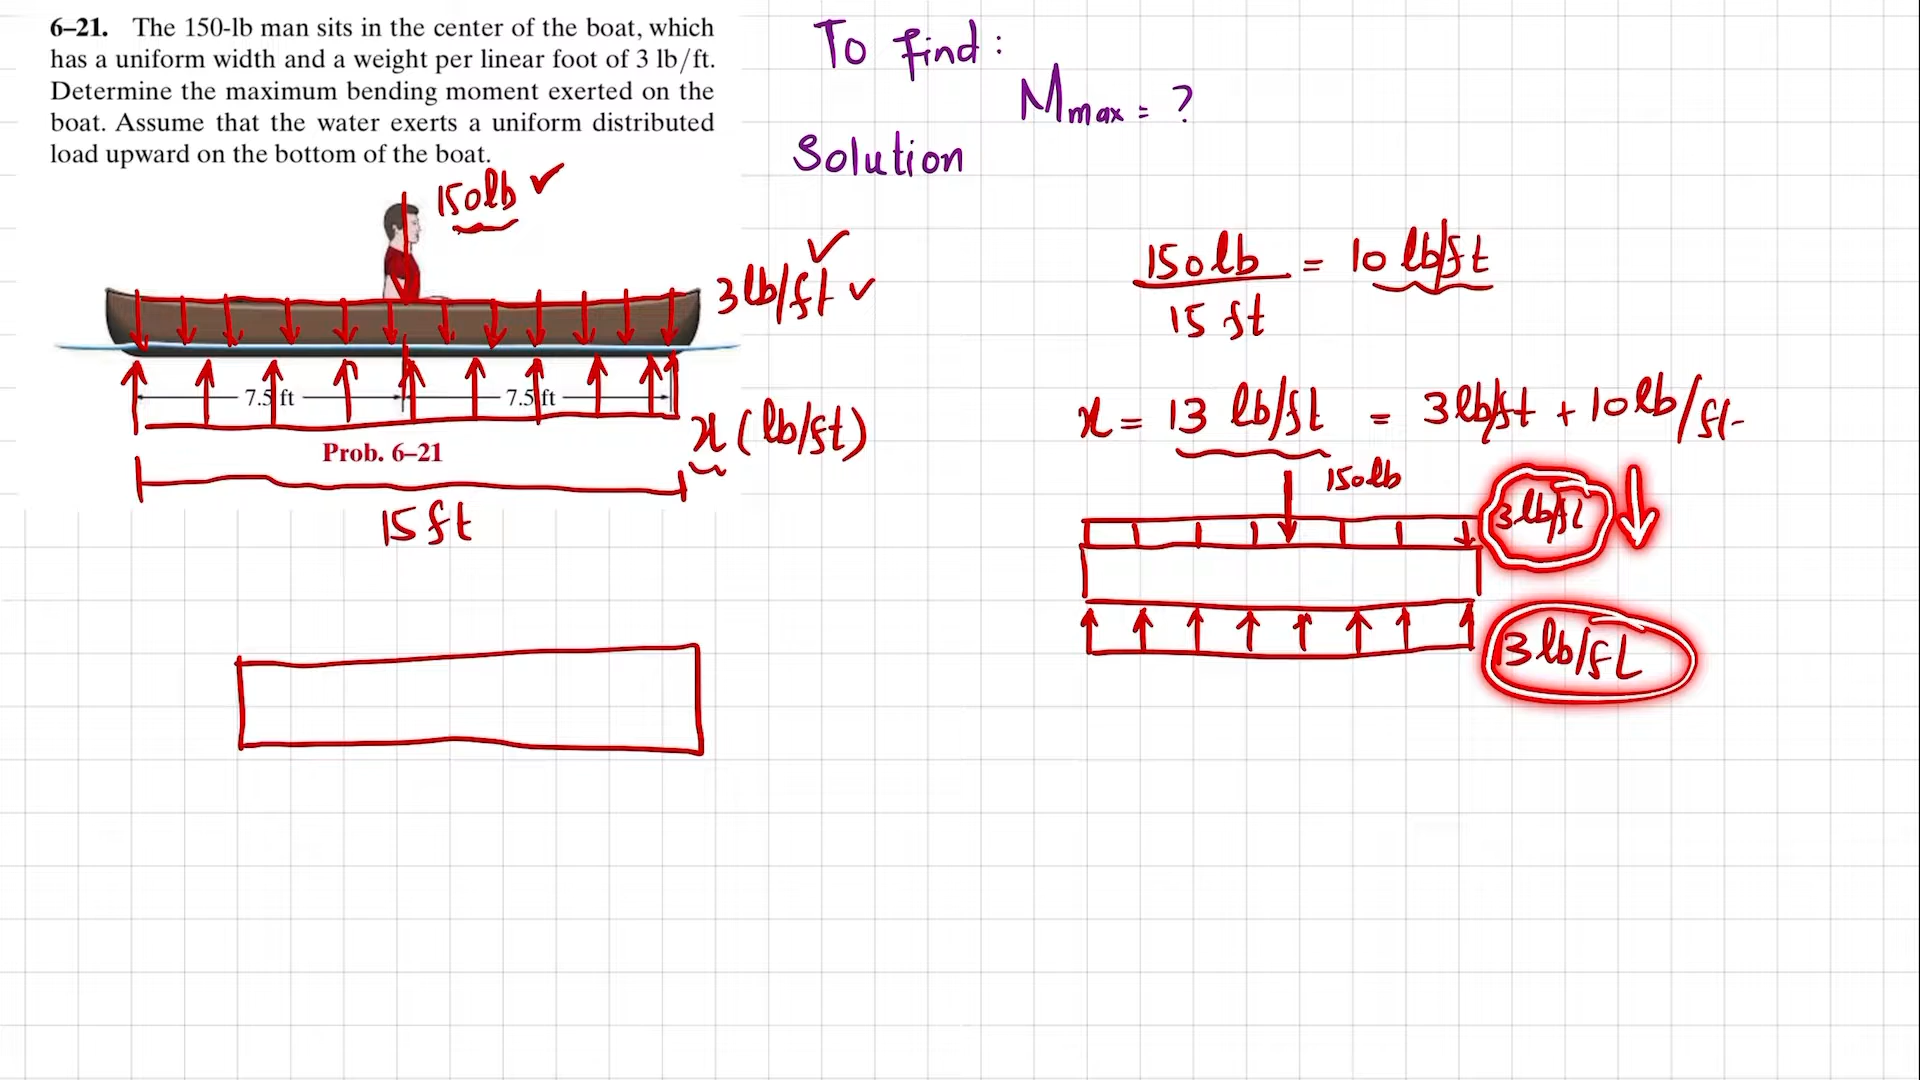 6–21. The 150-lb man sits in the center of the boat, which
has a uniform width and a weight per linear foot of 3 lb/ft.
Determine the maximum bending moment exerted on the
boat. Assume that the water exerts a uniform distributed
load upward on the bottom of the boat.
150lb ✓
3lb/ft ✓
7.5 ft
7.5 ft
x (lb/ft)
Prob. 6–21
15 ft
To find:
Mmax = ?
Solution
150lb = 10 lb/ft
15 ft
x = 13 lb/ft = 3lb/ft + 10lb/ft
150lb
3lb/ft
13 lb/ft